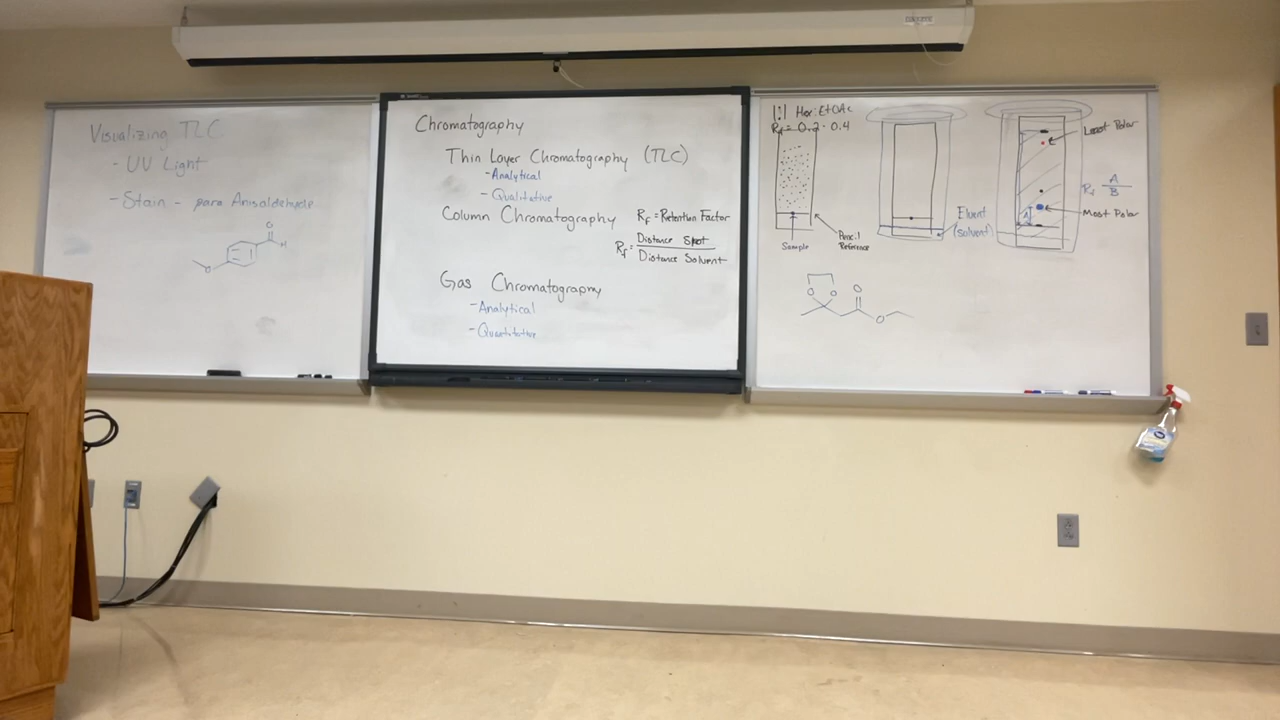 Visualizing TLC
- UV Light
- Stain - para Anisaldehyde
O
H
O
Chromatography
Thin Layer Chromatography (TLC)
- Analytical
- Qualitative
Column Chromatography
Rf = Retention Factor
Rf = Distance Spot
Distance Solvent
Gas Chromatography
- Analytical
- Quantitative
1:1 Hex:EtOAc
Rf = 0.2 - 0.4
Sample
Pencil
Reference
Eluent
(solvent)
Least Polar
Rf A
B
Most Polar
O O O
O